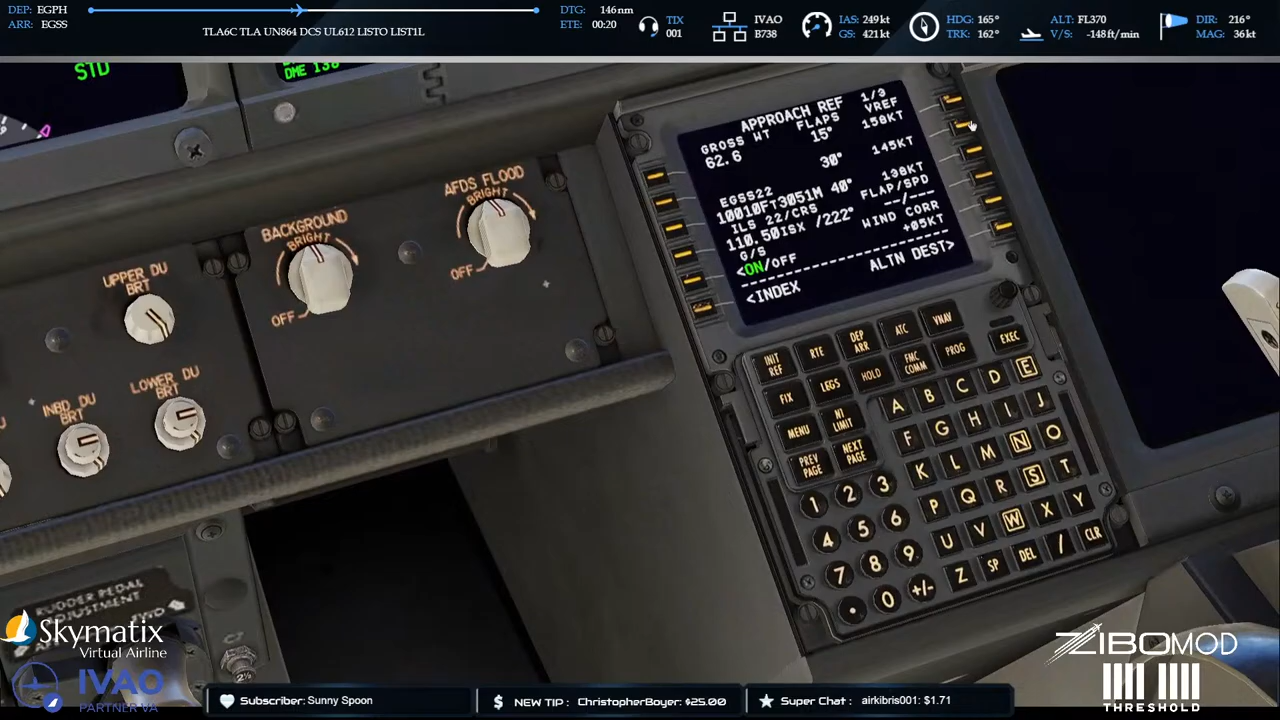 DEP: EGPH
ARR: EGSS
TLA6C TLA UN864 DCS UL612 LISTO LIST1L
DTG: 146nm
ETE: 00:20
TIX
001
IVAO
B738
IAS: 249kt
GS: 421kt
HDG: 165°
TRK: 162°
ALT: FL370
V/S: -148ft/min
DIR: 216°
MAG: 36kt
STD
APPROACH REF 1/3
GROSS WT FLAPS VREF
62.6 15° 158KT
30° 145KT
EGSS22 138KT
10010FT3051M 40°
FLAP/SPD
ILS 22/CRS --/---
110.50ISX /222° WIND CORR
G/S +05KT
<ON/OFF
ALTN DEST>
<INDEX
AFDS FLOOD
BRIGHT
OFF
BACKGROUND
BRIGHT
OFF
UPPER DU
BRT
LOWER DU
BRT
INBD DU
BRT
INIT REF RTE DEP ARR ATC VNAV
FIX LEGS HOLD FMC COMM PROG EXEC
MENU N1 LIMIT
PREV PAGE NEXT PAGE
A B C D E
F G H I J
K L M N O
P Q R S T
U V W X Y
Z SP DEL / CLR
1 2 3
4 5 6
7 8 9
. 0 +/-
RUDDER PEDAL
ADJUSTMENT
Skymatix
Virtual Airline
IVAO
PARTNER VA
Subscriber: Sunny Spoon
NEW TIP : ChristopherBoyer: $25.00
Super Chat : airkibris001: $1.71
ZIBOMOD
THRESHOLD